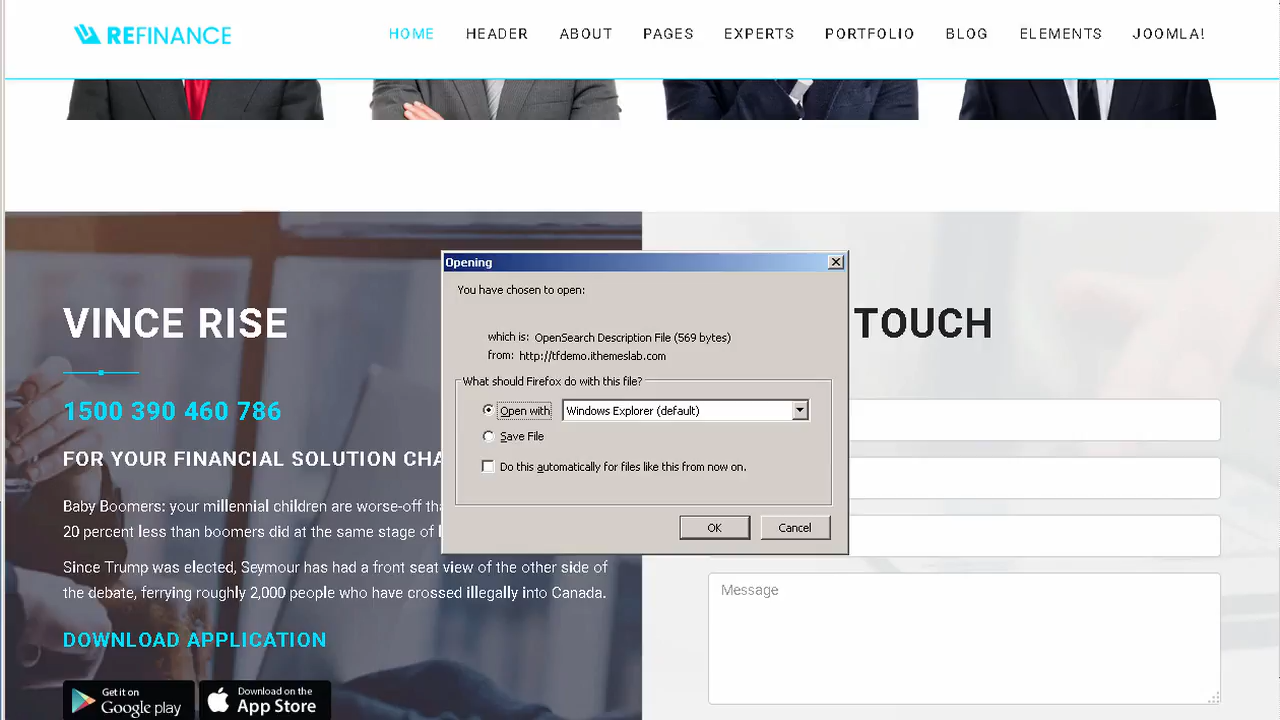 REFINANCE
HOME HEADER ABOUT PAGES EXPERTS PORTFOLIO BLOG ELEMENTS JOOMLA!
Opening
You have chosen to open:
which is: OpenSearch Description File (569 bytes)
from: http://tfdemo.ithemeslab.com
What should Firefox do with this file?
Open with Windows Explorer (default)
Save File
Do this automatically for files like this from now on.
OK Cancel
VINCE RISE
1500 390 460 786
FOR YOUR FINANCIAL SOLUTION CHA
Baby Boomers: your millennial children are worse-off tha
20 percent less than boomers did at the same stage of l
Since Trump was elected, Seymour has had a front seat view of the other side of
the debate, ferrying roughly 2,000 people who have crossed illegally into Canada.
DOWNLOAD APPLICATION
Get it on
Google play
Download on the
App Store
TOUCH
Message